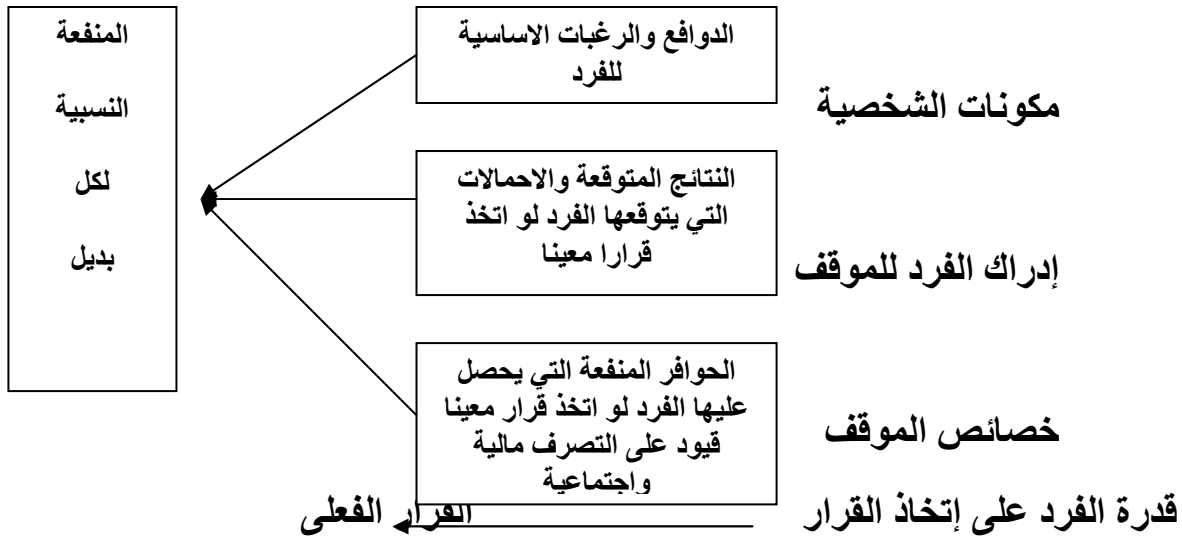 الدوافع والرغبات الاساسية
للفرد
مكونات الشخصية
النتائج المتوقعة والاحمالات
التي يتوقعها الفرد لو اتخذ
قرارا معينا
إدراك الفرد للموقف
الحوافر المنفعة التي يحصل
عليها الفرد لو اتخذ قرار معينا
قيود على التصرف مالية
واجتماعية
خصائص الموقف
المنفعة
النسبية
لكل
بديل
قدرة الفرد على إتخاذ القرار
القرار الفعلى